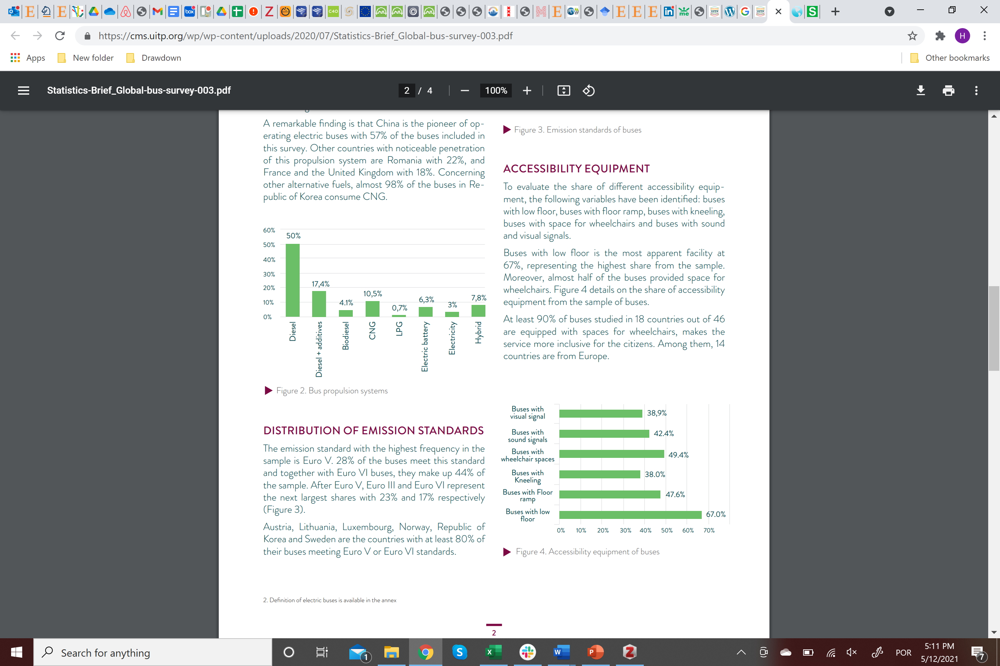 https://cms.uitp.org/wp/wp-content/uploads/2020/07/Statistics-Brief_Global-bus-survey-003.pdf
H
Apps
New folder
Drawdown
Other bookmarks
Statistics-Brief_Global-bus-survey-003.pdf
2 / 4
100%
A remarkable finding is that China is the pioneer of op-
erating electric buses with 57% of the buses included in
this survey. Other countries with noticeable penetration
of this propulsion system are Romania with 22%, and
France and the United Kingdom with 18%. Concerning
other alternative fuels, almost 98% of the buses in Re-
public of Korea consume CNG.
60%
50%
40%
30%
20%
10%
0%
50%
17,4%
4.1%
10,5%
0,7%
6,3%
3%
7,8%
Diesel
Diesel + additives
Biodiesel
CNG
LPG
Electric battery
Electricity
Hybrid
Figure 2. Bus propulsion systems
DISTRIBUTION OF EMISSION STANDARDS
The emission standard with the highest frequency in the
sample is Euro V. 28% of the buses meet this standard
and together with Euro VI buses, they make up 44% of
the sample. After Euro V, Euro III and Euro VI represent
the next largest shares with 23% and 17% respectively
(Figure 3).
Austria, Lithuania, Luxembourg, Norway, Republic of
Korea and Sweden are the countries with at least 80% of
their buses meeting Euro V or Euro VI standards.
2. Definition of electric buses is available in the annex
Figure 3. Emission standards of buses
ACCESSIBILITY EQUIPMENT
To evaluate the share of different accessibility equip-
ment, the following variables have been identified: buses
with low floor, buses with floor ramp, buses with kneeling,
buses with space for wheelchairs and buses with sound
and visual signals.
Buses with low floor is the most apparent facility at
67%, representing the highest share from the sample.
Moreover, almost half of the buses provided space for
wheelchairs. Figure 4 details on the share of accessibility
equipment from the sample of buses.
At least 90% of buses studied in 18 countries out of 46
are equipped with spaces for wheelchairs, makes the
service more inclusive for the citizens. Among them, 14
countries are from Europe.
Buses with
visual signal
38,9%
Buses with
sound signals
42.4%
Buses with
wheelchair spaces
49.4%
Buses with
Kneeling
38.0%
Buses with Floor
ramp
47.6%
Buses with low
floor
67.0%
0% 10% 20% 30% 40% 50% 60% 70%
Figure 4. Accessibility equipment of buses
2
Search for anything
1
POR
5:11 PM
5/12/2021
7